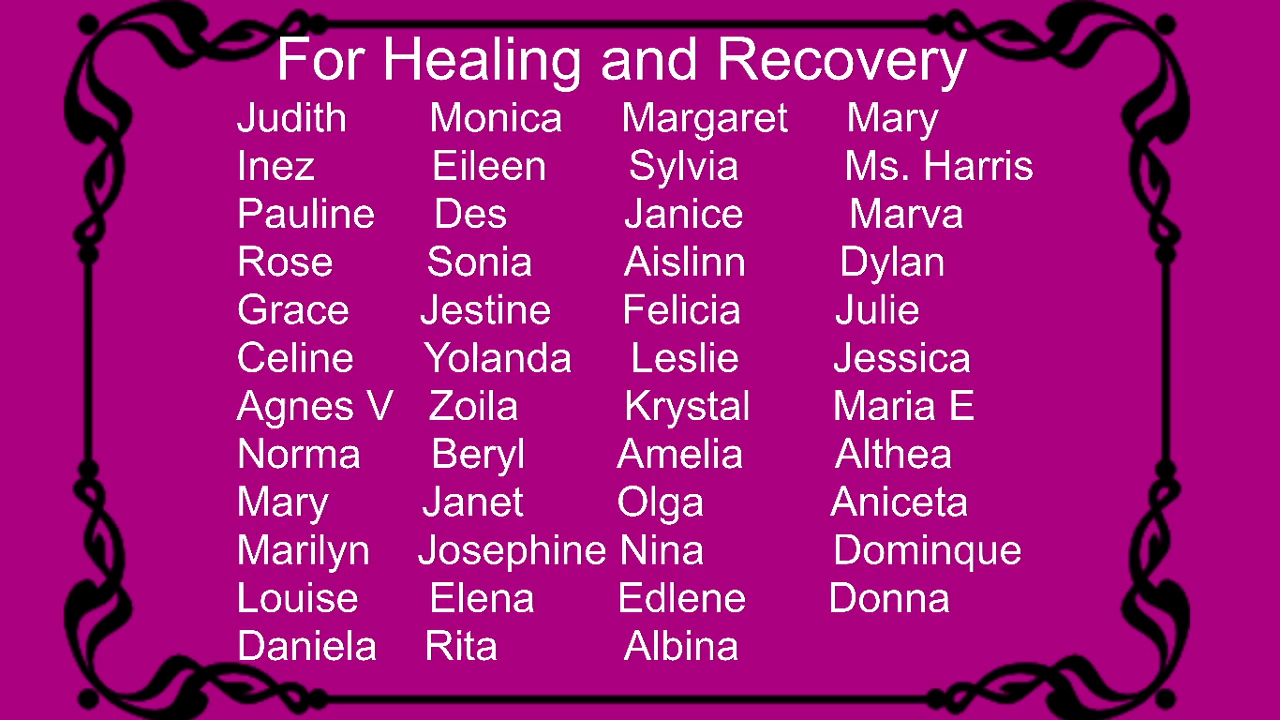 For Healing and Recovery
Judith Monica Margaret Mary
Inez Eileen Sylvia Ms. Harris
Pauline Des Janice Marva
Rose Sonia Aislinn Dylan
Grace Jestine Felicia Julie
Celine Yolanda Leslie Jessica
Agnes V Zoila Krystal Maria E
Norma Beryl Amelia Althea
Mary Janet Olga Aniceta
Marilyn Josephine Nina Dominque
Louise Elena Edlene Donna
Daniela Rita Albina